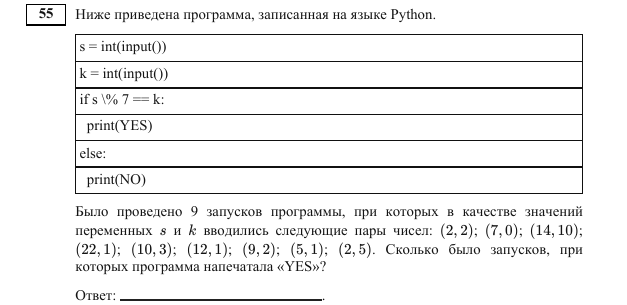 55 Ниже приведена программа, записанная на языке Python.
s = int(input())
k = int(input())
if s \% 7 == k:
print(YES)
else:
print(NO)
Было проведено 9 запусков программы, при которых в качестве значений
переменных s и k вводились следующие пары чисел: (2, 2); (7, 0); (14, 10);
(22, 1); (10, 3); (12, 1); (9, 2); (5, 1); (2, 5). Сколько было запусков, при
которых программа напечатала «YES»?
Ответ: ____________________.